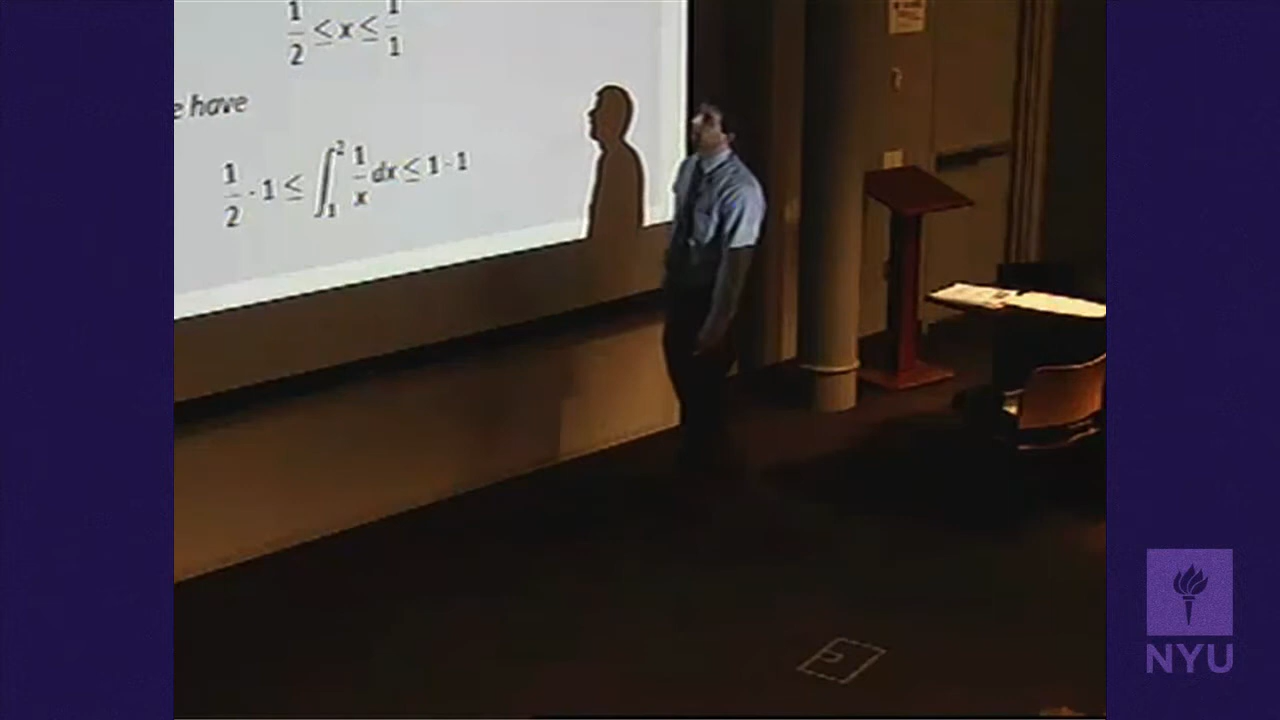 1/2 ≤ x ≤ 1/1
e have
1/2 · 1 ≤ ∫₁² 1/x dx ≤ 1 · 1
NYU